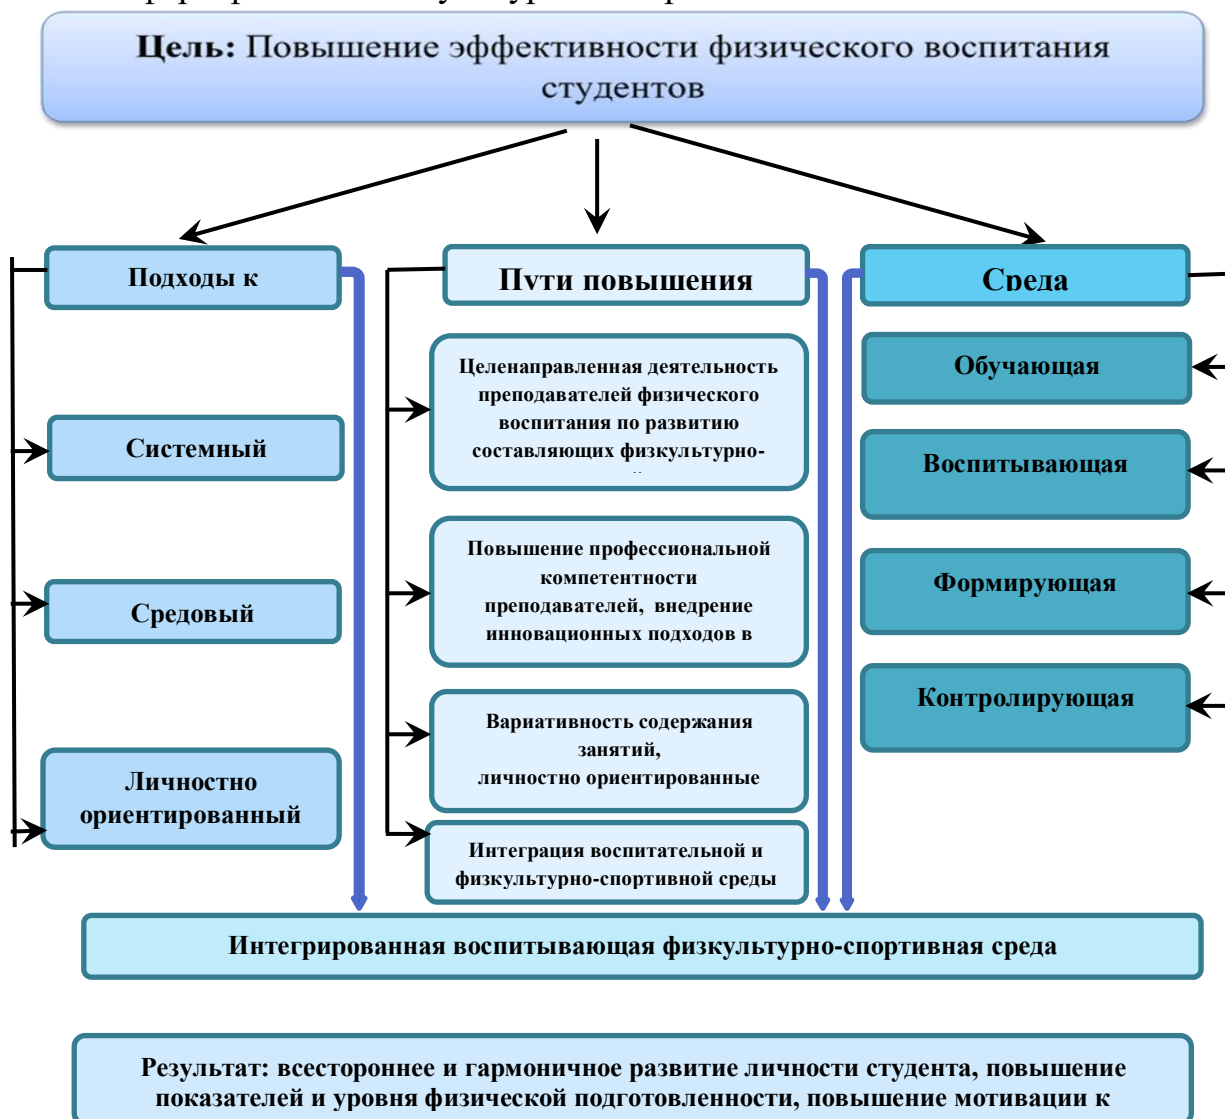 Цель: Повышение эффективности физического воспитания
студентов
Подходы к
Системный
Средовый
Личностно
ориентированный
Пути повышения
Целенаправленная деятельность
преподавателей физического
воспитания по развитию
составляющих физкультурно-
Повышение профессиональной
компетентности
преподавателей, внедрение
инновационных подходов в
Вариативность содержания
занятий,
личностно ориентированные
Интеграция воспитательной и
физкультурно-спортивной среды
Среда
Обучающая
Воспитывающая
Формирующая
Контролирующая
Интегрированная воспитывающая физкультурно-спортивная среда
Результат: всестороннее и гармоничное развитие личности студента, повышение
показателей и уровня физической подготовленности, повышение мотивации к